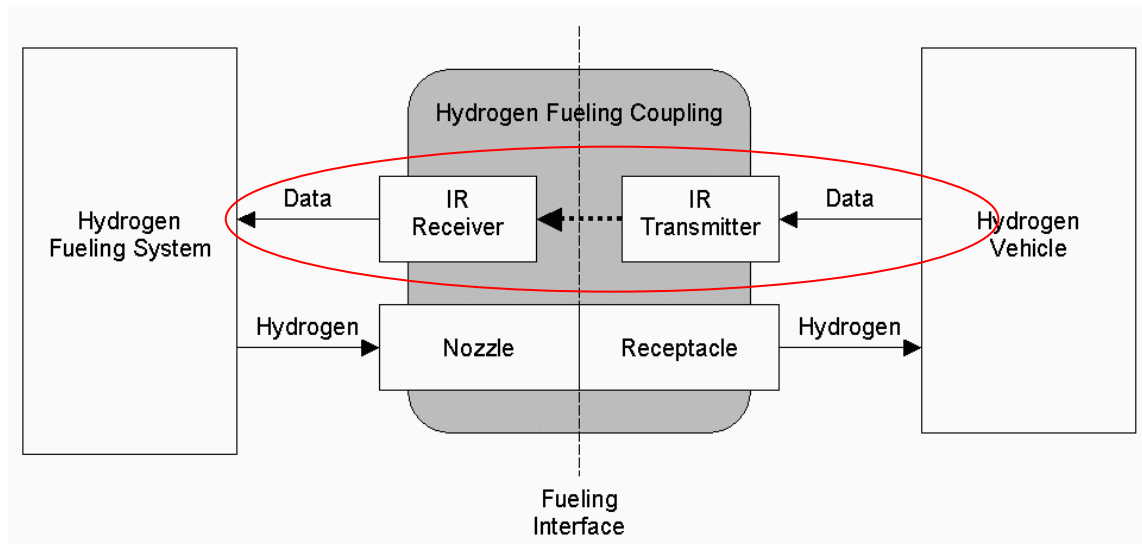 Hydrogen Fueling Coupling
Hydrogen
Fueling System
Data
IR
Receiver
IR
Transmitter
Data
Hydrogen
Vehicle
Hydrogen
Nozzle
Receptacle
Hydrogen
Fueling
Interface